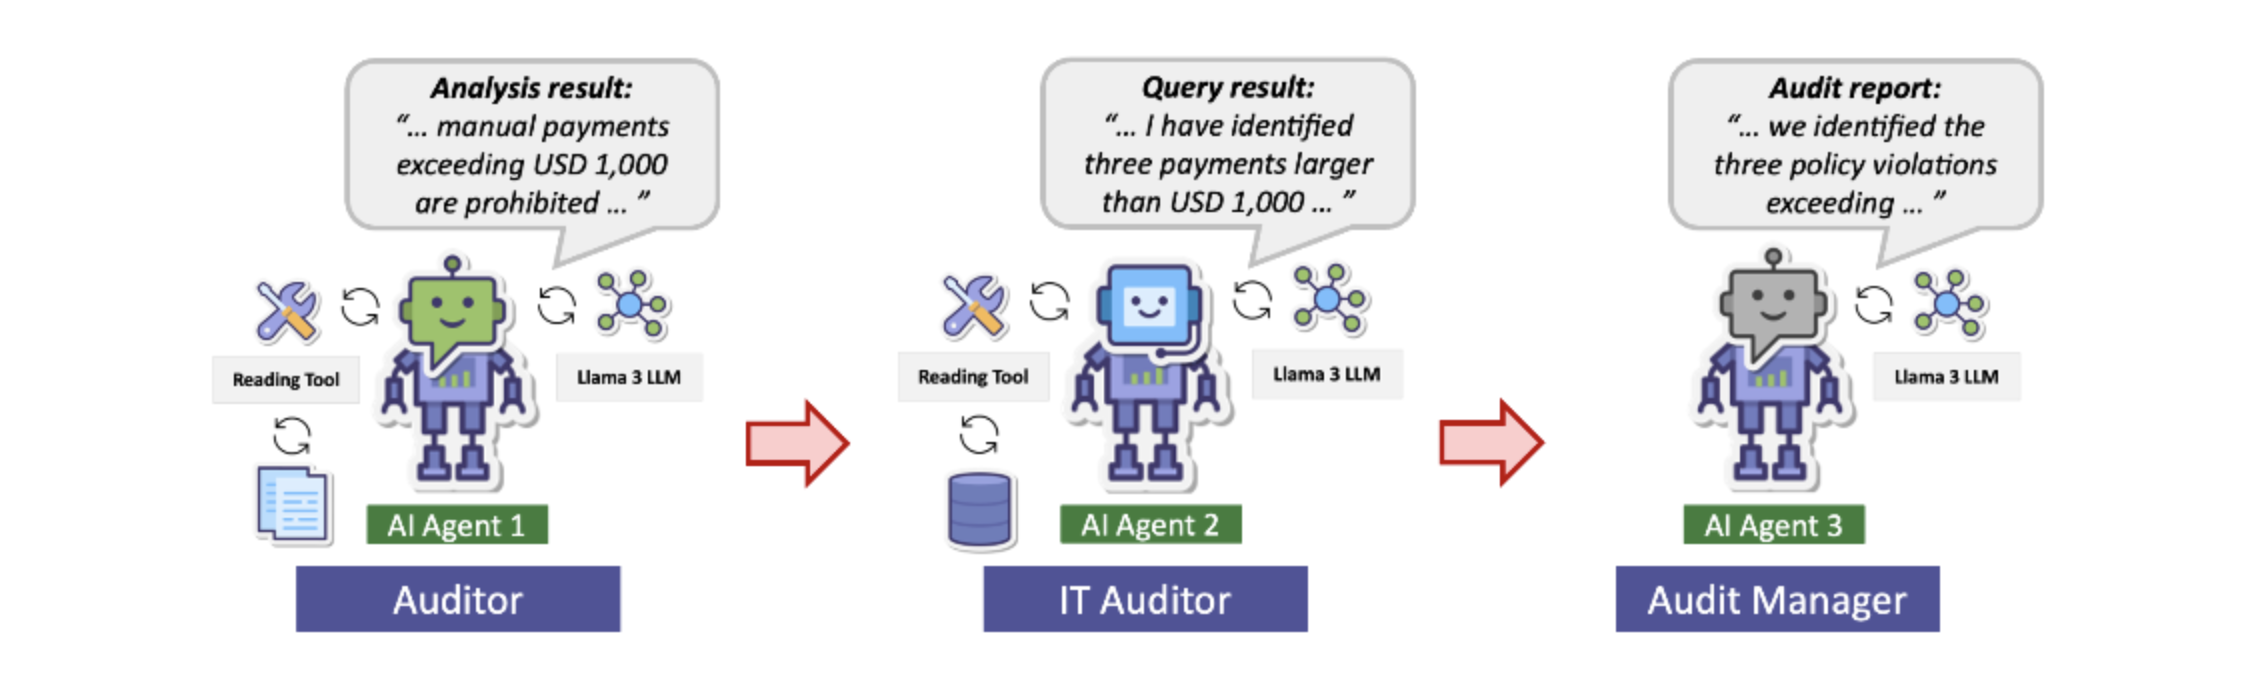 Analysis result:
“... manual payments
exceeding USD 1,000
are prohibited ... ”
Reading Tool
Llama 3 LLM
AI Agent 1
Auditor
Query result:
“... I have identified
three payments larger
than USD 1,000 ... ”
Reading Tool
Llama 3 LLM
AI Agent 2
IT Auditor
Audit report:
“... we identified the
three policy violations
exceeding ... ”
Llama 3 LLM
AI Agent 3
Audit Manager